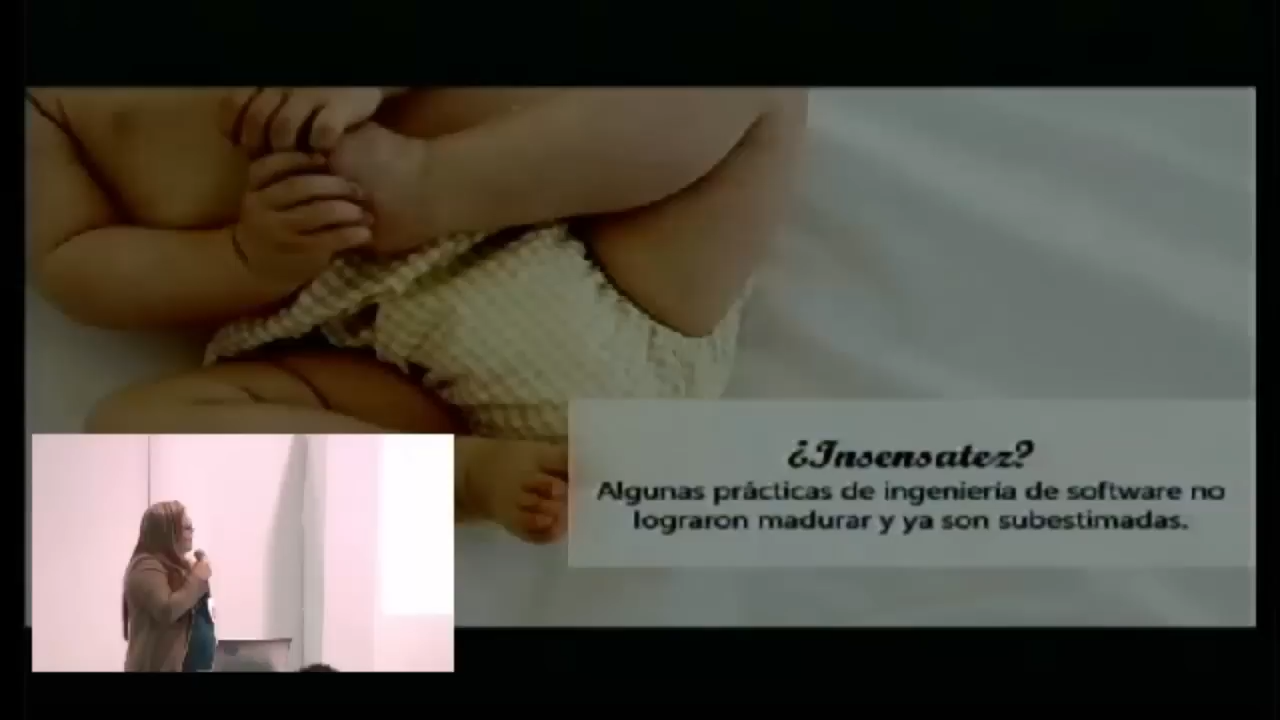 ¿Insensatez?
Algunas prácticas de ingeniería de software no
lograron madurar y ya son subestimadas.